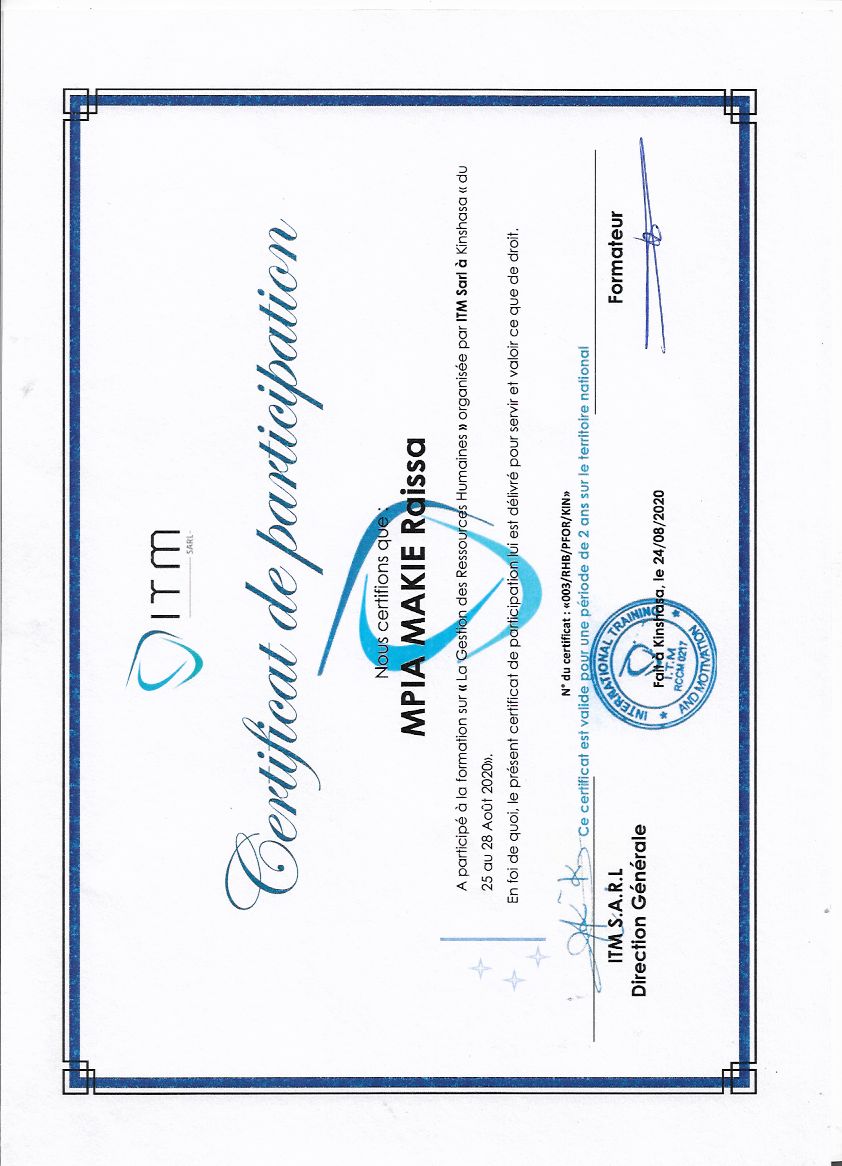 ITM
SARL-
Certificat de participation
Nous certifions que :
MPIA MAKIE Raissa
A participé à la formation sur « La Gestion des Ressources Humaines » organisée par ITM Sarl à Kinshasa « du
25 au 28 Août 2020».
En foi de quoi, le présent certificat de participation lui est délivré pour servir et valoir ce que de droit.
N° du certificat : «003/RHB/PFOR/KIN»
Ce certificat est valide pour une période de 2 ans sur le territoire national
ITM S.A.R.L
Direction Générale
INTERNATIONAL TRAINING
I.T.M
RCCM 0217
AND MOTIVATION
Fait à Kinshasa, le 24/08/2020
Formateur